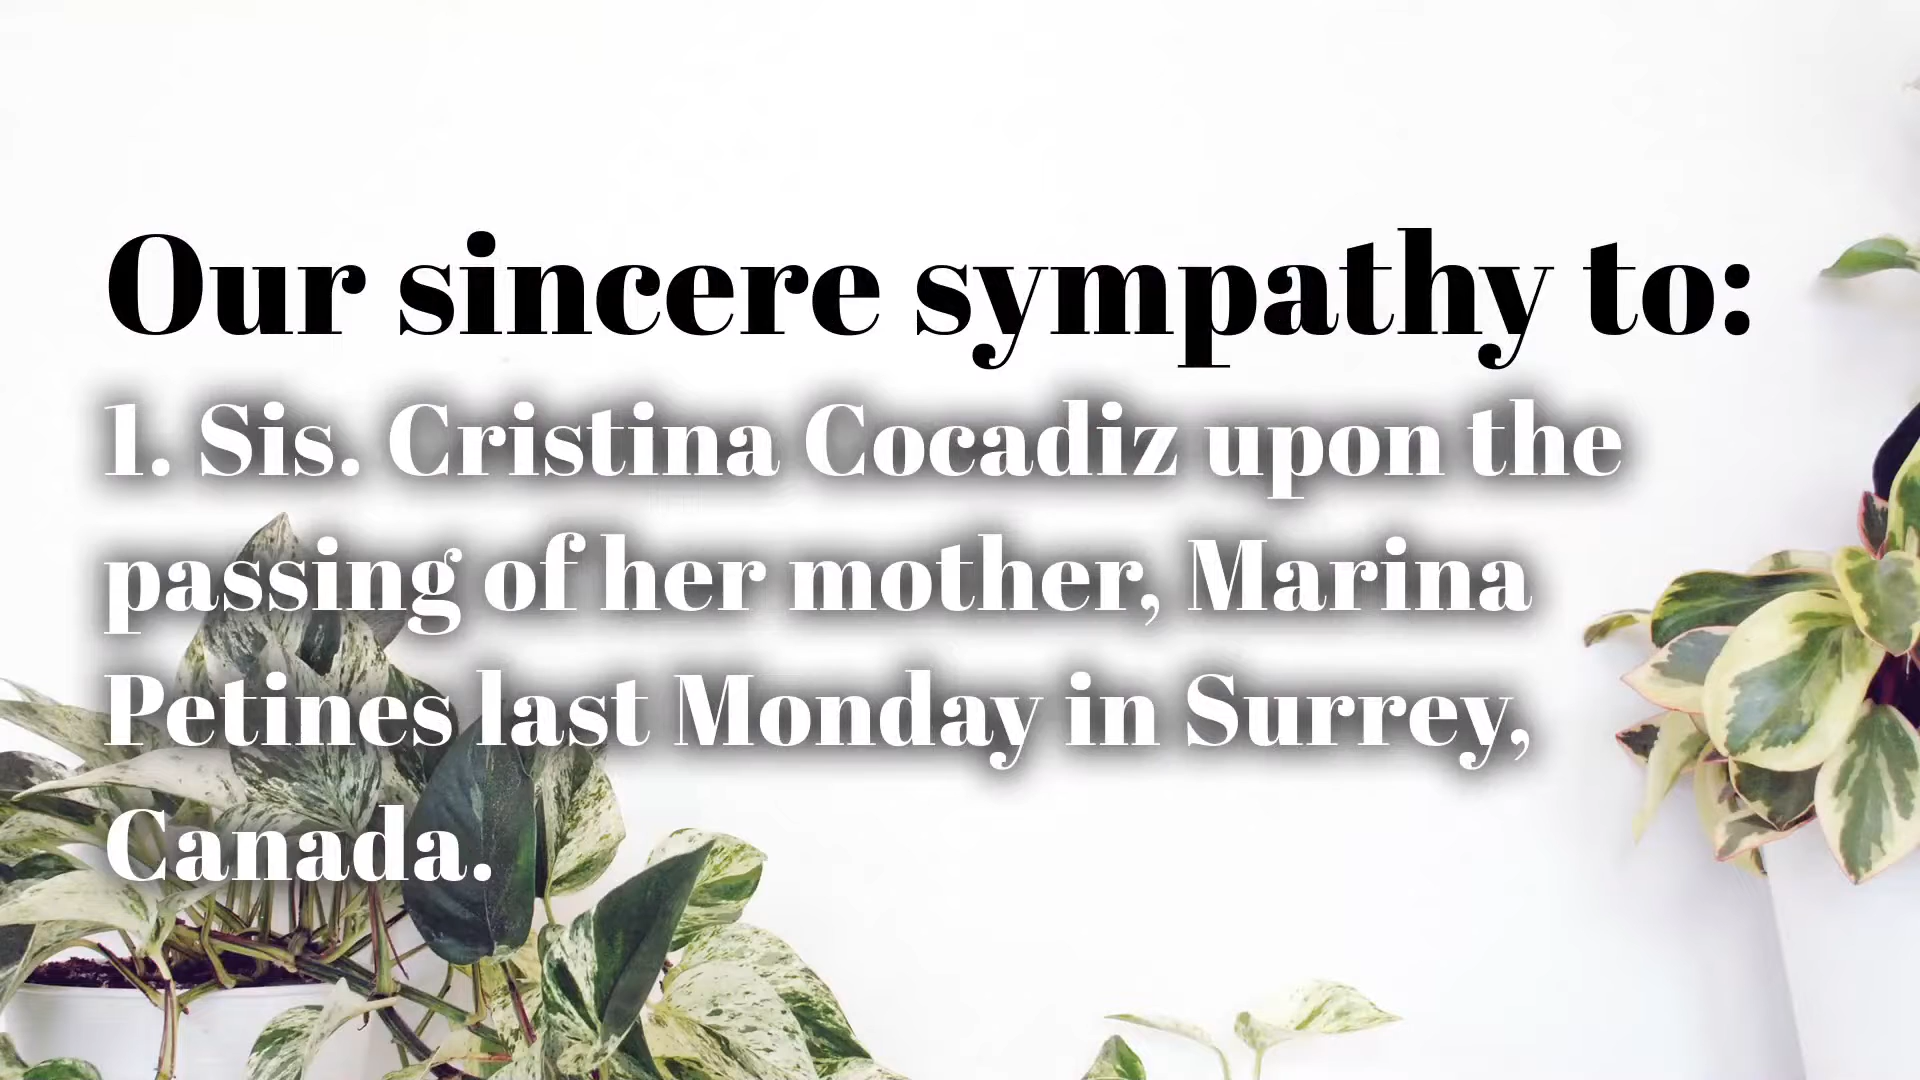 Our sincere sympathy to:
1. Sis. Cristina Cocadiz upon the
passing of her mother, Marina
Petines last Monday in Surrey,
Canada.